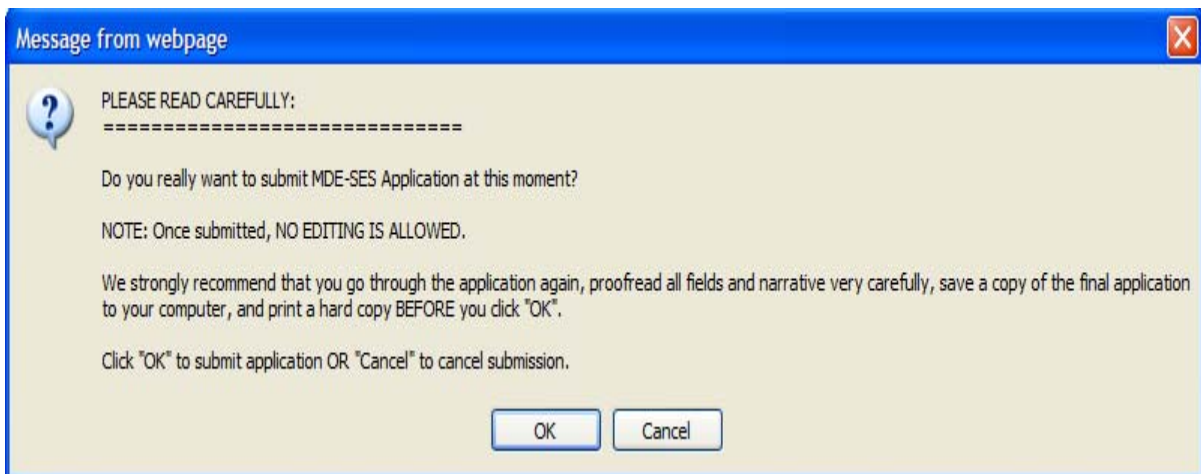 Message from webpage
PLEASE READ CAREFULLY:
==============================
Do you really want to submit MDE-SES Application at this moment?
NOTE: Once submitted, NO EDITING IS ALLOWED.
We strongly recommend that you go through the application again, proofread all fields and narrative very carefully, save a copy of the final application
to your computer, and print a hard copy BEFORE you click "OK".
Click "OK" to submit application OR "Cancel" to cancel submission.
OK Cancel